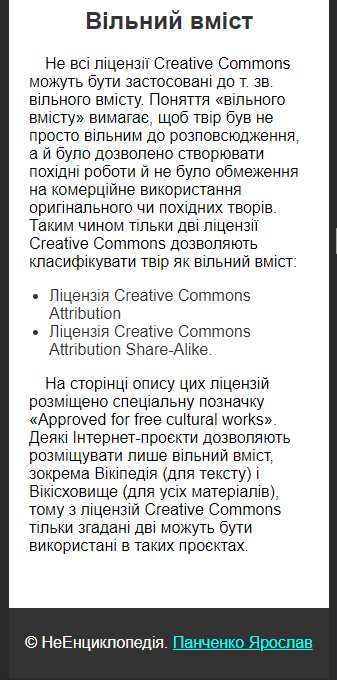 Вільний вміст
Не всі ліцензії Creative Commons
можуть бути застосовані до т. зв.
вільного вмісту. Поняття «вільного
вмісту» вимагає, щоб твір був не
просто вільним до розповсюдження,
а й було дозволено створювати
похідні роботи й не було обмеження
на комерційне використання
оригінального чи похідних творів.
Таким чином тільки дві ліцензії
Creative Commons дозволяють
класифікувати твір як вільний вміст:
• Ліцензія Creative Commons
Attribution
• Ліцензія Creative Commons
Attribution Share-Alike.
На сторінці опису цих ліцензій
розміщено спеціальну позначку
«Approved for free cultural works».
Деякі Інтернет-проєкти дозволяють
розміщувати лише вільний вміст,
зокрема Вікіпедія (для тексту) і
Вікісховище (для усіх матеріалів),
тому з ліцензій Creative Commons
тільки згадані дві можуть бути
використані в таких проєктах.
© НеЕнциклопедія. Панченко Ярослав